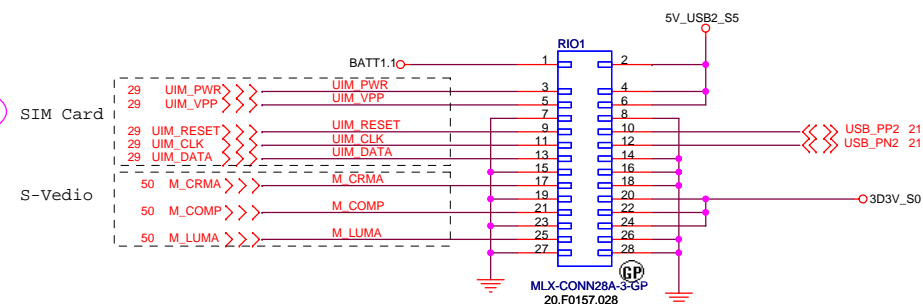 5V_USB2_S5
RIO1
BATT1.1 1 2
SIM Card
29 UIM_PWR UIM_PWR 3 4
29 UIM_VPP UIM_VPP 5 6
7 8
29 UIM_RESET UIM_RESET 9 10 USB_PP2 21
29 UIM_CLK UIM_CLK 11 12 USB_PN2 21
29 UIM_DATA UIM_DATA 13 14
15 16
S-Vedio
50 M_CRMA M_CRMA 17 18
19 20 3D3V_S0
50 M_COMP M_COMP 21 22
23 24
50 M_LUMA M_LUMA 25 26
27 28
GP
MLX-CONN28A-3-GP
20.F0157.028